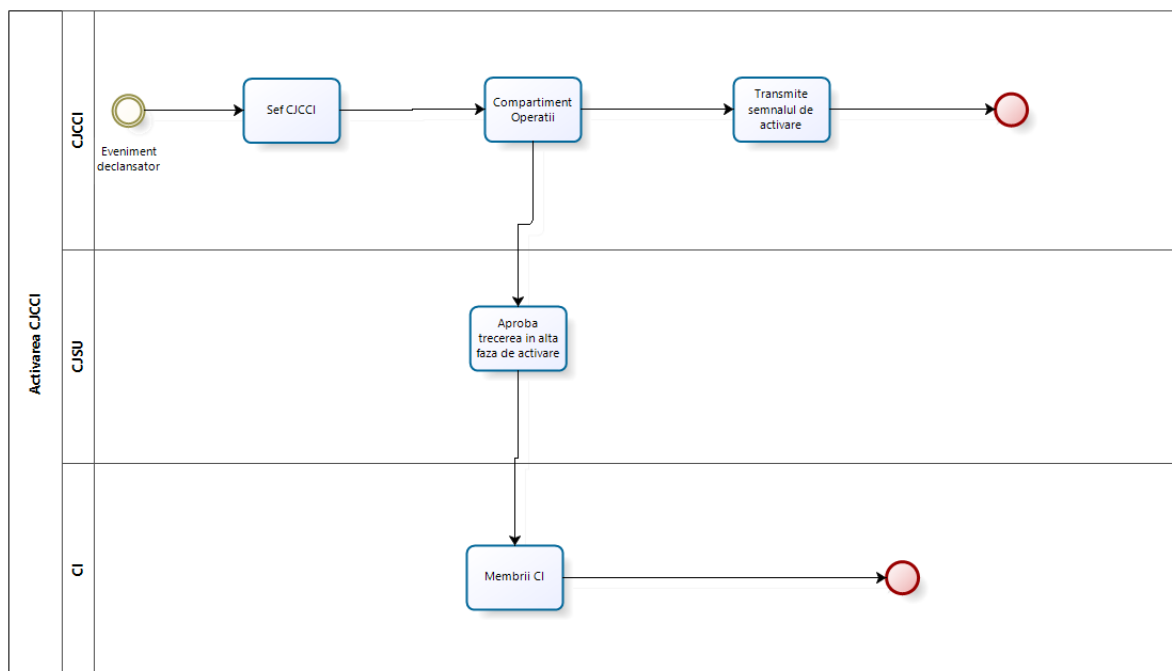 Activarea CJCCI
CJCCI
Eveniment
declansator
Sef CJCCI
Compartiment
Operatii
Transmite
semnalul de
activare
CJSU
Aproba
trecerea in alta
faza de activare
CI
Membrii CI